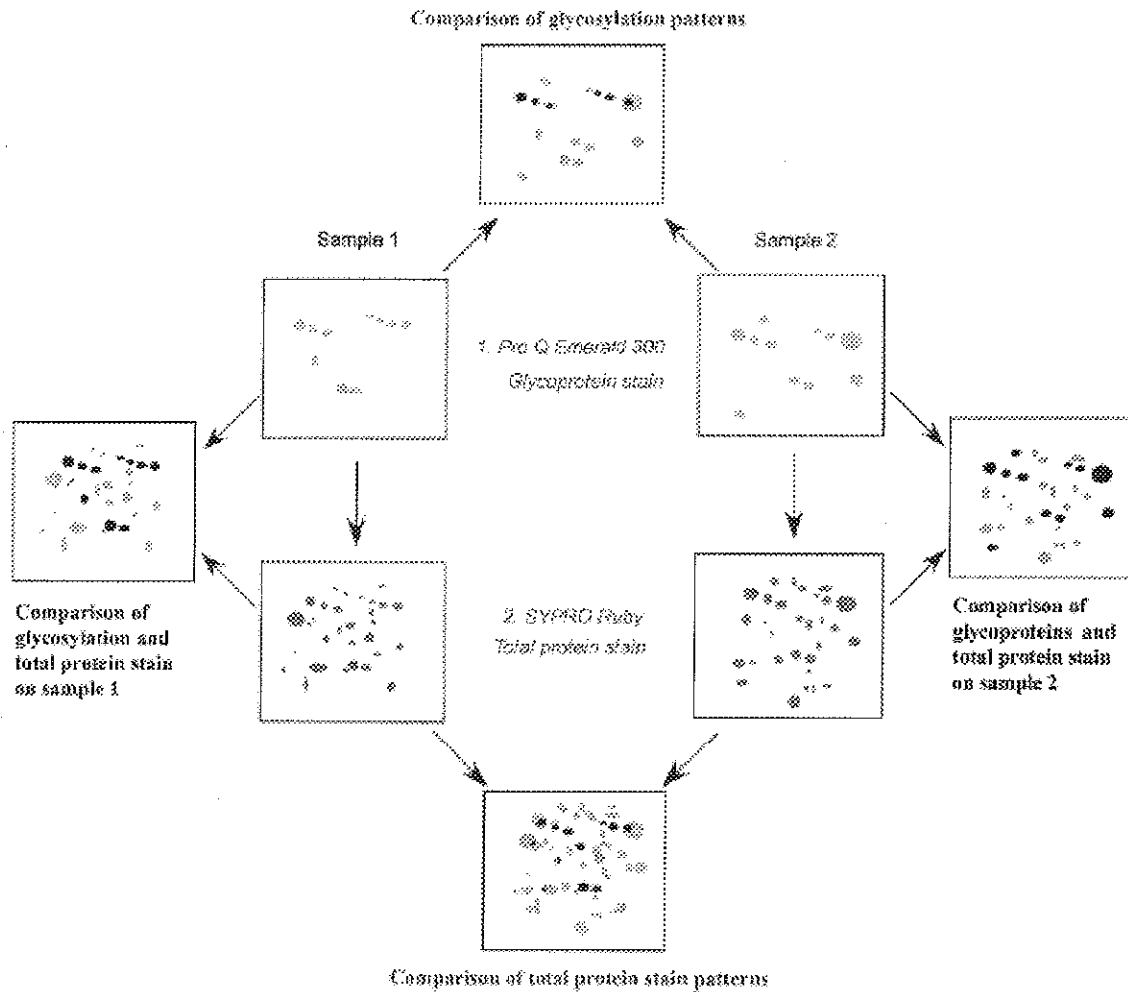 Comparison of glycosylation patterns
Sample 1
Sample 2
1. Pro Q Emerald 300
Glycoprotein stain
2. SYPRO Ruby
Total protein stain
Comparison of
glycosylation and
total protein stain
on sample 1
Comparison of
glycoproteins and
total protein stain
on sample 2
Comparison of total protein stain patterns